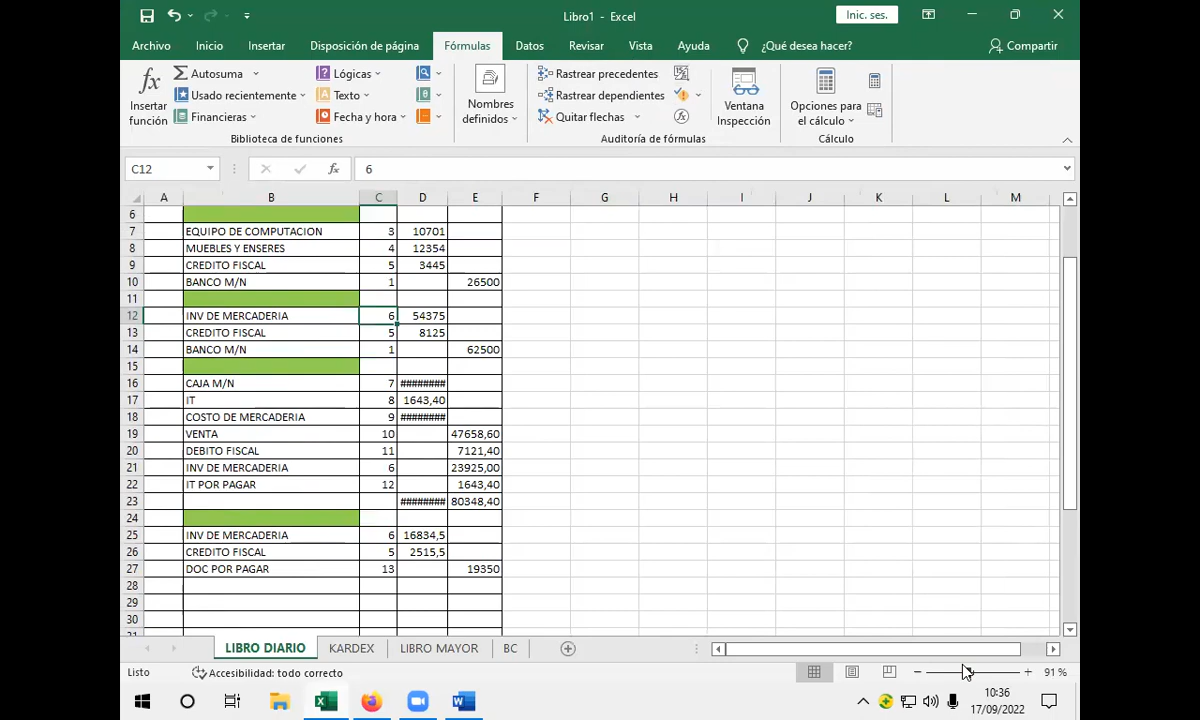 Libro1 - Excel
Inic. ses.
Archivo Inicio Insertar Disposición de página Fórmulas Datos Revisar Vista Ayuda ¿Qué desea hacer? Compartir
fx Insertar función
Autosuma
Usado recientemente
Financieras
Lógicas
Texto
Fecha y hora
Biblioteca de funciones
Nombres definidos
Rastrear precedentes
Rastrear dependientes
Quitar flechas
Auditoría de fórmulas
Ventana Inspección
Opciones para el cálculo
Cálculo
C12 fx 6
A B C D E F G H I J K L M
6
7 EQUIPO DE COMPUTACION 3 10701
8 MUEBLES Y ENSERES 4 12354
9 CREDITO FISCAL 5 3445
10 BANCO M/N 1 26500
11
12 INV DE MERCADERIA 6 54375
13 CREDITO FISCAL 5 8125
14 BANCO M/N 1 62500
15
16 CAJA M/N 7 ########
17 IT 8 1643,40
18 COSTO DE MERCADERIA 9 ########
19 VENTA 10 47658,60
20 DEBITO FISCAL 11 7121,40
21 INV DE MERCADERIA 6 23925,00
22 IT POR PAGAR 12 1643,40
23 ######## 80348,40
24
25 INV DE MERCADERIA 6 16834,5
26 CREDITO FISCAL 5 2515,5
27 DOC POR PAGAR 13 19350
28
29
30
LIBRO DIARIO KARDEX LIBRO MAYOR BC
Listo Accesibilidad: todo correcto 91 %
10:36
17/09/2022